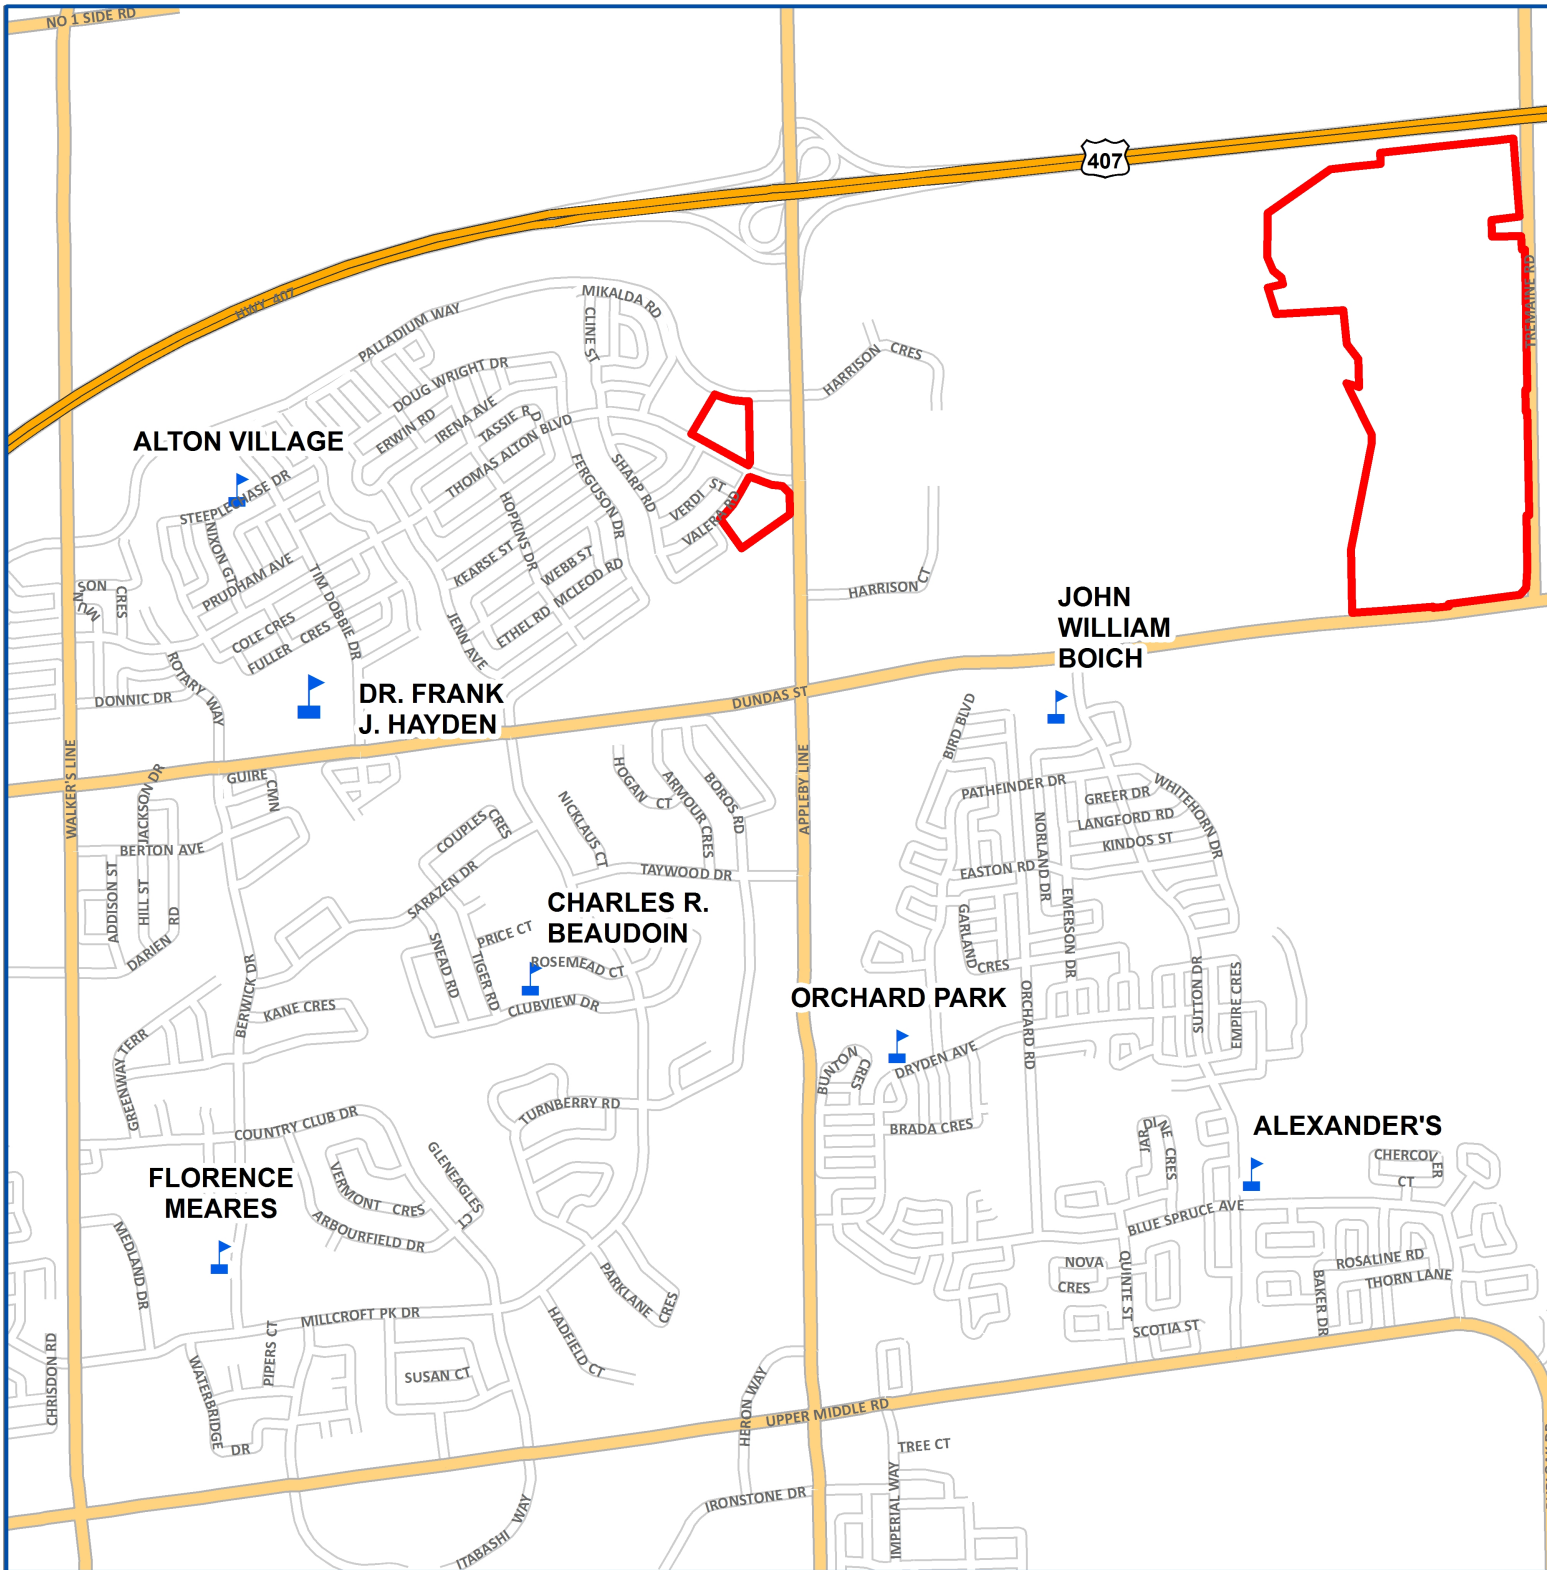 NO 1 SIDE RD
407
HWY 407
TREMAINE RD
MIKALDA RD
PALLADIUM WAY
CLINE ST
HARRISON CRES
DOUG WRIGHT DR
ERWIN RD
IRENA AVE
TASSIE RD
THOMAS ALTON BLVD
ALTON VILLAGE
STEEPLECHASE DR
SHARP RD
FERGUSON DR
VERDI ST
VALERA RD
NIXON GT
HOPKINS DR
KEARSE ST
WEBB ST
PRUDHAM AVE
TIM DOBBIE DR
ETHEL RD
MCLEOD RD
HARRISON CT
MUNSON CRES
COLE CRES
FULLER CRES
JENN AVE
JOHN
WILLIAM
BOICH
ROTARY WAY
DONNIC DR
DR. FRANK
J. HAYDEN
DUNDAS ST
BIRD BLVD
WALKER'S LINE
APPLEBY LINE
GUIRE CMN
JACKSON DR
HOGAN CT
ARMOUR CRES
BOROS RD
PATHFINDER DR
GREER DR
WHITEHORN DR
LANGFORD RD
KINDOS ST
NORLAND DR
COUPLES CRES
NICKLAUS CT
BERTON AVE
TAYWOOD DR
EASTON RD
ADDISON ST
HILL ST
DARIEN RD
SARAZEN DR
CHARLES R.
BEAUDOIN
GARLAND CRES
EMERSON DR
PRICE CT
SNEAD RD
TIGER RD
ROSEMEAD CT
CLUBVIEW DR
BERWICK DR
KANE CRES
ORCHARD PARK
ORCHARD RD
SUTTON DR
EMPIRE CRES
GREENWAY TERR
BUNTON CRES
DRYDEN AVE
TURNBERRY RD
COUNTRY CLUB DR
BRADA CRES
JARDINE CRES
ALEXANDER'S
CHERCOVER CT
FLORENCE
MEARES
VERMONT CRES
GLENEAGLES CT
ARBOURFIELD DR
BLUE SPRUCE AVE
MEDLAND DR
NOVA CRES
QUINTE ST
ROSALINE RD
THORN LANE
BAKER DR
PARKLANE CRES
MILLCROFT PK DR
HADFIELD CT
SCOTIA ST
CHRISDON RD
PIPERS CT
WATERBRIDGE DR
SUSAN CT
HERON WAY
UPPER MIDDLE RD
TREE CT
IRONSTONE DR
IMPERIAL WAY
ITABASHI WAY